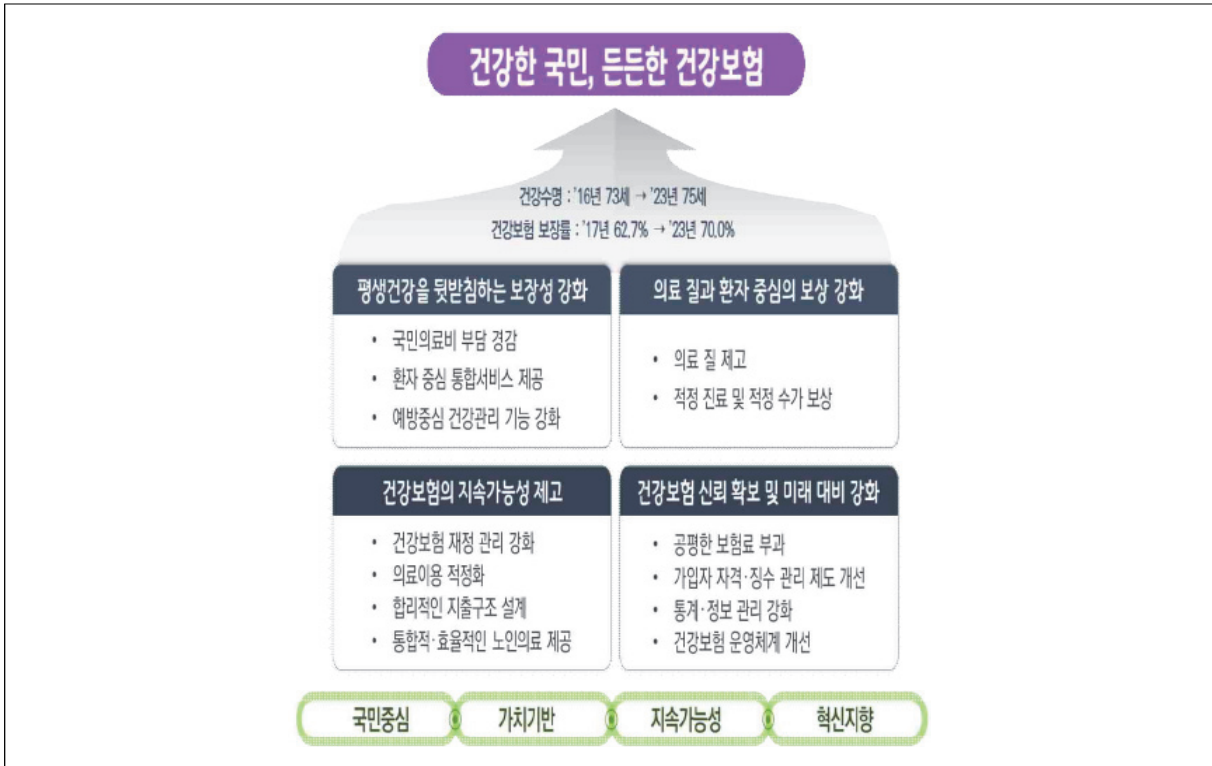 건강한 국민, 든든한 건강보험
건강수명 : '16년 73세 → '23년 75세
건강보험 보장률 : '17년 62.7% → '23년 70.0%
평생건강을 뒷받침하는 보장성 강화
• 국민의료비 부담 경감
• 환자 중심 통합서비스 제공
• 예방중심 건강관리 기능 강화
의료 질과 환자 중심의 보상 강화
• 의료 질 제고
• 적정 진료 및 적정 수가 보상
건강보험의 지속가능성 제고
• 건강보험 재정 관리 강화
• 의료이용 적정화
• 합리적인 지출구조 설계
• 통합적·효율적인 노인의료 제공
건강보험 신뢰 확보 및 미래 대비 강화
• 공평한 보험료 부과
• 가입자 자격·징수 관리 제도 개선
• 통계·정보 관리 강화
• 건강보험 운영체계 개선
국민중심 가치기반 지속가능성 혁신지향